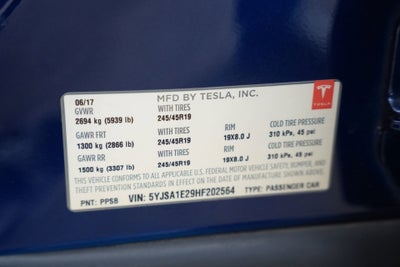 MFD BY TESLA, INC.
TESLA
06/17
GVWR WITH TIRES
2694 kg (5939 lb) 245/45R19
GAWR FRT WITH TIRES RIM COLD TIRE PRESSURE
1300 kg (2866 lb) 245/45R19 19X8.0 J 310 kPa, 45 psi
GAWR RR WITH TIRES RIM COLD TIRE PRESSURE
1500 kg (3307 lb) 245/45R19 19X8.0 J 310 kPa, 45 psi
THIS VEHICLE CONFORMS TO ALL APPLICABLE U.S. FEDERAL MOTOR VEHICLE SAFETY, BUMPER, AND
THEFT PREVENTION STANDARDS IN EFFECT ON THE DATE OF MANUFACTURE SHOWN ABOVE.
PNT: PPSB VIN: 5YJSA1E29HF202564 TYPE: PASSENGER CAR